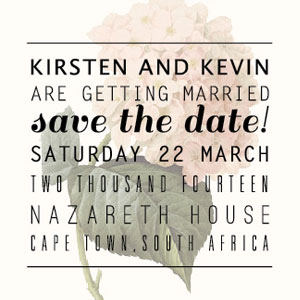 KIRSTEN AND KEVIN
ARE GETTING MARRIED
save the date!
SATURDAY 22 MARCH
TWO THOUSAND FOURTEEN
NAZARETH HOUSE
CAPE TOWN, SOUTH AFRICA